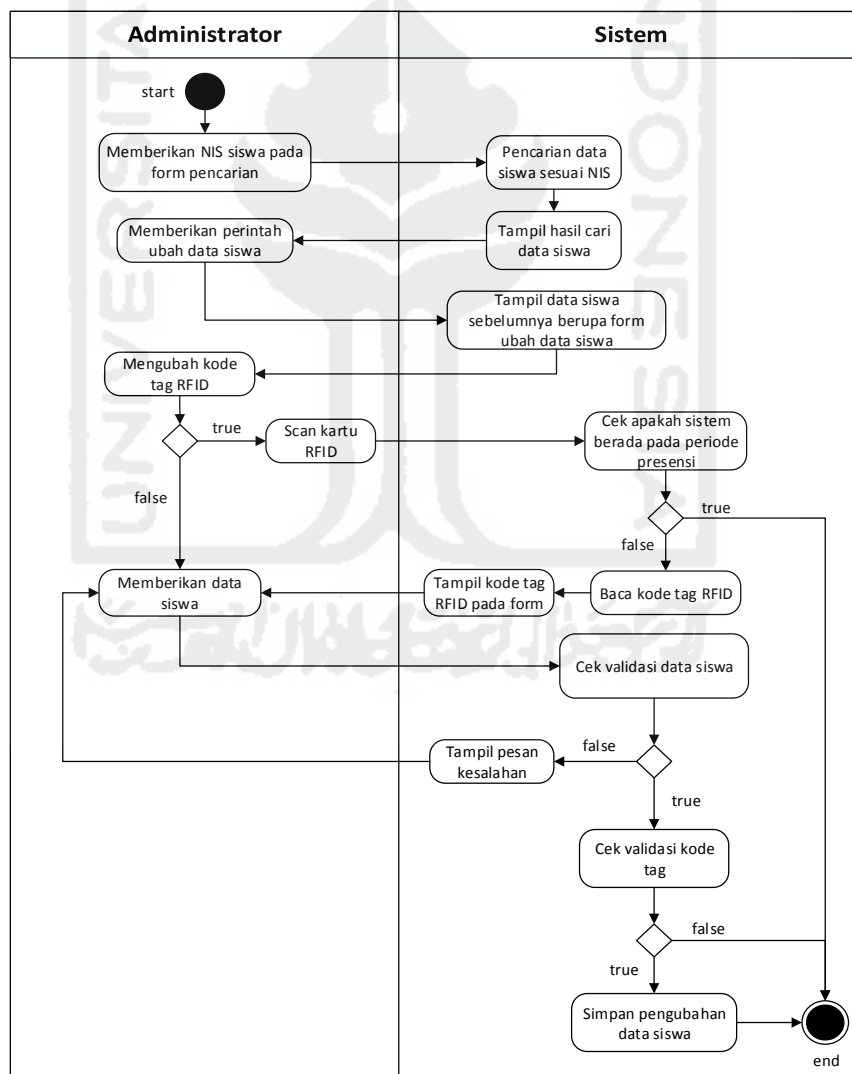 Administrator
Sistem
start
Memberikan NIS siswa pada
form pencarian
Pencarian data
siswa sesuai NIS
Memberikan perintah
ubah data siswa
Tampil hasil cari
data siswa
Tampil data siswa
sebelumnya berupa form
ubah data siswa
Mengubah kode
tag RFID
true
Scan kartu
RFID
Cek apakah sistem
berada pada periode
presensi
false
true
false
Memberikan data
siswa
Tampil kode tag
RFID pada form
Baca kode tag RFID
Cek validasi data siswa
Tampil pesan
kesalahan
false
true
Cek validasi kode
tag
false
true
Simpan pengubahan
data siswa
end
UNIVERSITA
NDONESIA